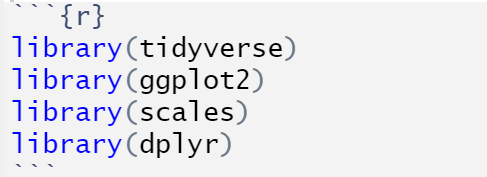 ```{r}
library(tidyverse)
library(ggplot2)
library(scales)
library(dplyr)
```